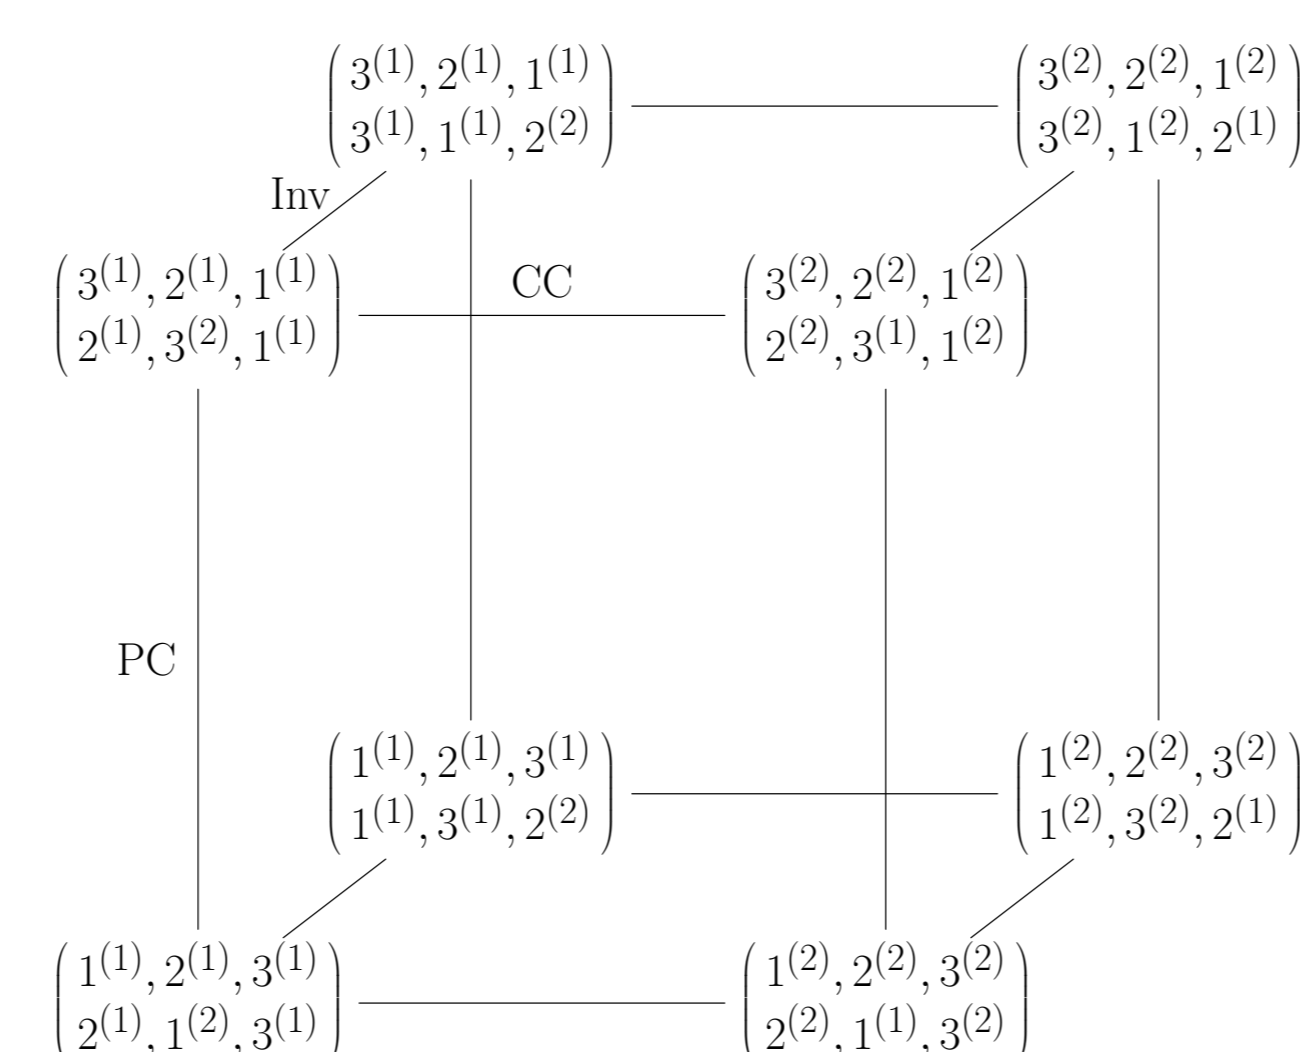 ( 3^(1), 2^(1), 1^(1) ) ( 3^(2), 2^(2), 1^(2) )
( 3^(1), 1^(1), 2^(2) ) ( 3^(2), 1^(2), 2^(1) )
Inv
( 3^(1), 2^(1), 1^(1) ) CC ( 3^(2), 2^(2), 1^(2) )
( 2^(1), 3^(2), 1^(1) ) ( 2^(2), 3^(1), 1^(2) )
PC
( 1^(1), 2^(1), 3^(1) ) ( 1^(2), 2^(2), 3^(2) )
( 1^(1), 3^(1), 2^(2) ) ( 1^(2), 3^(2), 2^(1) )
( 1^(1), 2^(1), 3^(1) ) ( 1^(2), 2^(2), 3^(2) )
( 2^(1), 1^(2), 3^(1) ) ( 2^(2), 1^(1), 3^(2) )